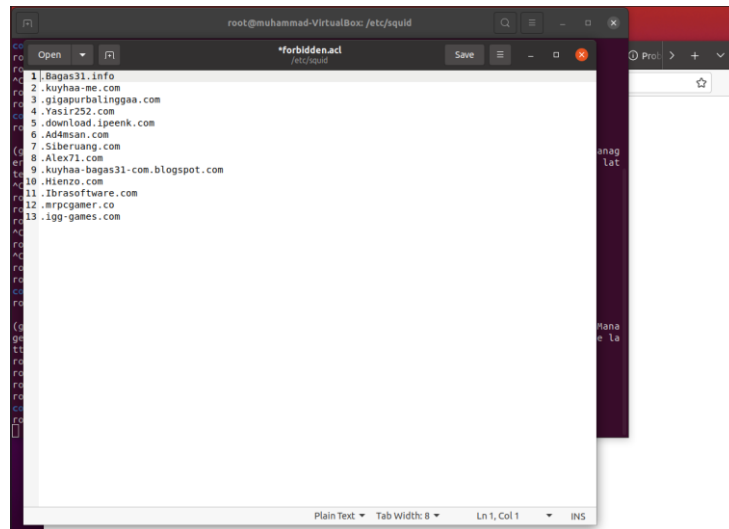 root@muhammad-VirtualBox: /etc/squid
Open
*forbidden.acl
/etc/squid
Save
1 .Bagas31.info
2 .kuyhaa-me.com
3 .gigapurbalinggaa.com
4 .Yasir252.com
5 .download.ipeenk.com
6 .Ad4msan.com
7 .Siberuang.com
8 .Alex71.com
9 .kuyhaa-bagas31-com.blogspot.com
10 .Hienzo.com
11 .Ibrasoftware.com
12 .mrpcgamer.co
13 .igg-games.com
Plain Text
Tab Width: 8
Ln 1, Col 1
INS